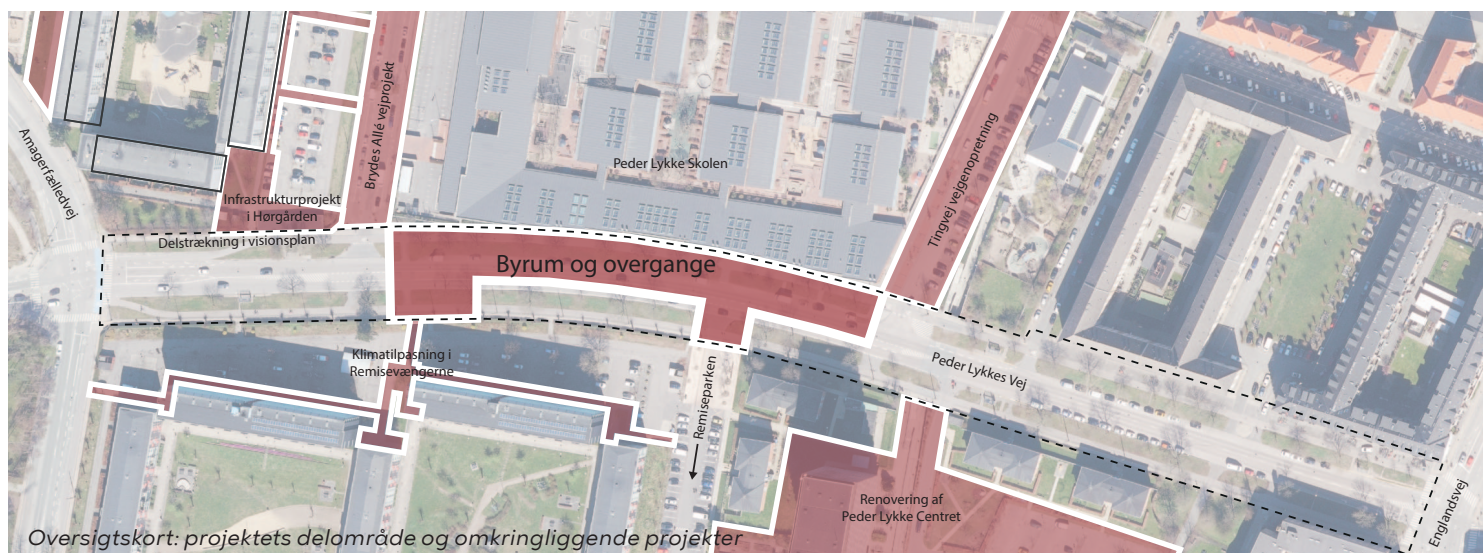 Amagerfælledvej
Brydes Allé vejprojekt
Infrastrukturprojekt
i Hørgården
Delstrækning i visionsplan
Peder Lykke Skolen
Tingvej vejgenopretning
Byrum og overgange
Klimatilpasning i
Remisevængerne
Remiseparken
Peder Lykkes Vej
Renovering af
Peder Lykke Centret
Englandsvej
Oversigtskort: projektets delområde og omkringliggende projekter